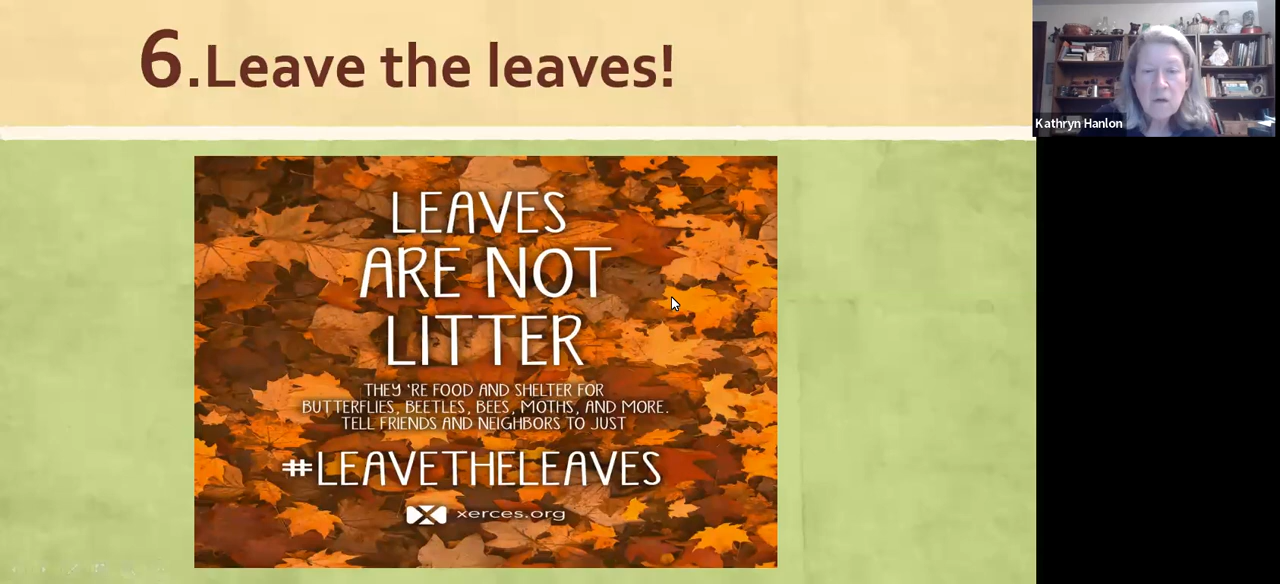 6.Leave the leaves!
Kathryn Hanlon
LEAVES
ARE NOT
LITTER
THEY 'RE FOOD AND SHELTER FOR
BUTTERFLIES, BEETLES, BEES, MOTHS, AND MORE.
TELL FRIENDS AND NEIGHBORS TO JUST
#LEAVETHELEAVES
xerces.org